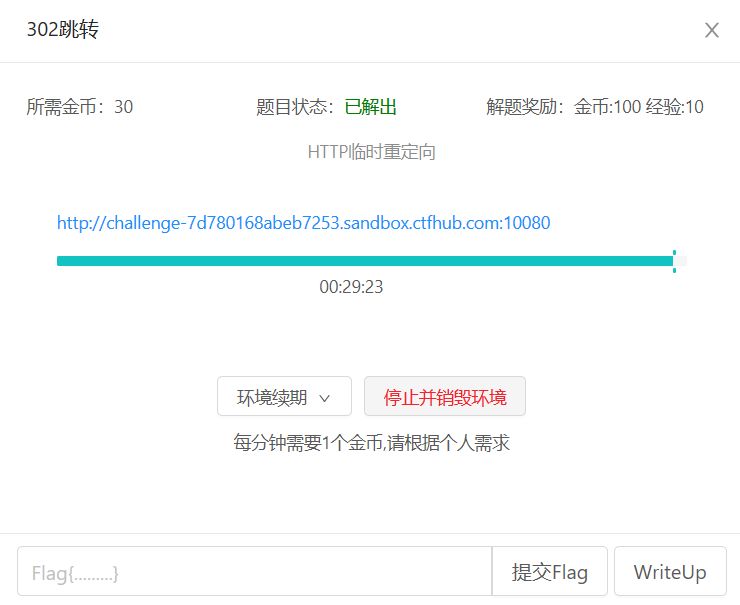 302跳转
所需金币：30 题目状态：已解出 解题奖励：金币:100 经验:10
HTTP临时重定向
http://challenge-7d780168abeb7253.sandbox.ctfhub.com:10080
00:29:23
环境续期 停止并销毁环境
每分钟需要1个金币,请根据个人需求
Flag{.........} 提交Flag WriteUp